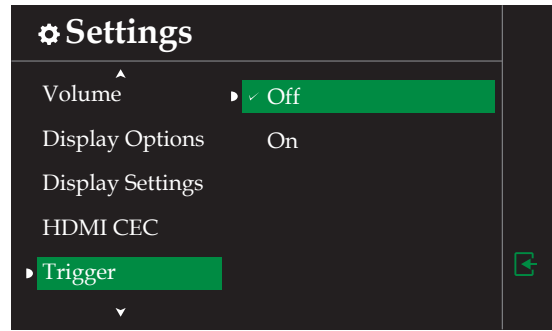 Settings
Volume
Off
Display Options
On
Display Settings
HDMI CEC
Trigger